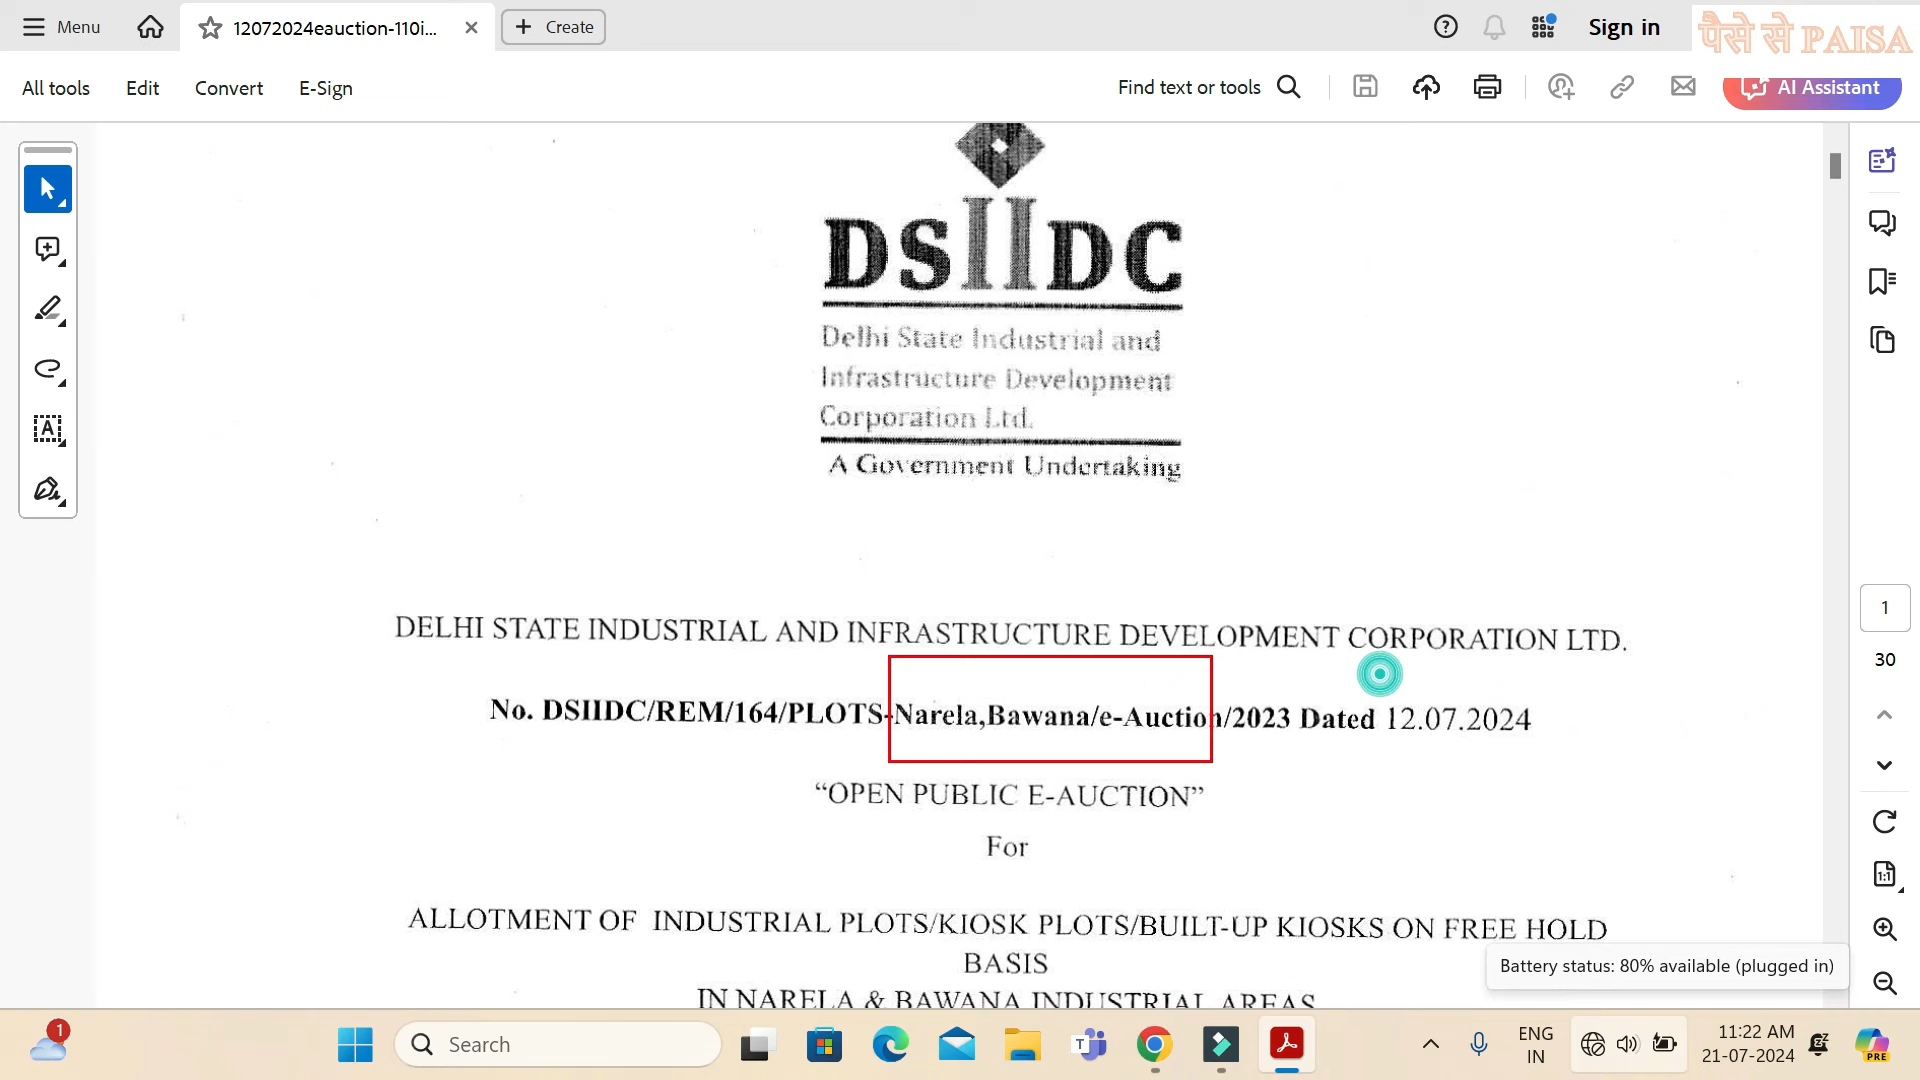 Menu
12072024eauction-110i...
Create
Sign in
पैसे से PAISA
All tools
Edit
Convert
E-Sign
Find text or tools
AI Assistant
DSIIDC
Delhi State Industrial and
Infrastructure Development
Corporation Ltd.
A Government Undertaking
DELHI STATE INDUSTRIAL AND INFRASTRUCTURE DEVELOPMENT CORPORATION LTD.
No. DSIIDC/REM/164/PLOTS-Narela,Bawana/e-Auction/2023 Dated 12.07.2024
“OPEN PUBLIC E-AUCTION”
For
ALLOTMENT OF INDUSTRIAL PLOTS/KIOSK PLOTS/BUILT-UP KIOSKS ON FREE HOLD
BASIS
IN NARELA & BAWANA INDUSTRIAL AREAS
1
30
1:1
Battery status: 80% available (plugged in)
1
Search
T
ENG
IN
11:22 AM
21-07-2024
PRE